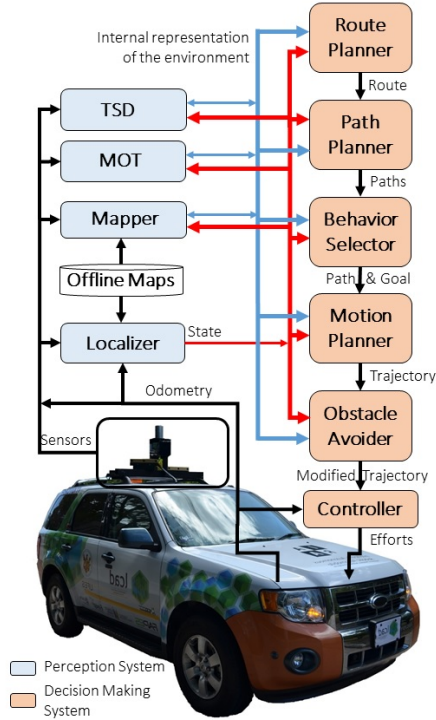 Route
Planner
Internal representation
of the environment
Route
TSD
Path
Planner
MOT
Paths
Mapper
Behavior
Selector
Offline Maps
Path & Goal
State
Localizer
Motion
Planner
Odometry
Trajectory
Sensors
Obstacle
Avoider
Modified Trajectory
Controller
Efforts
lcad
Perception System
Decision Making
System